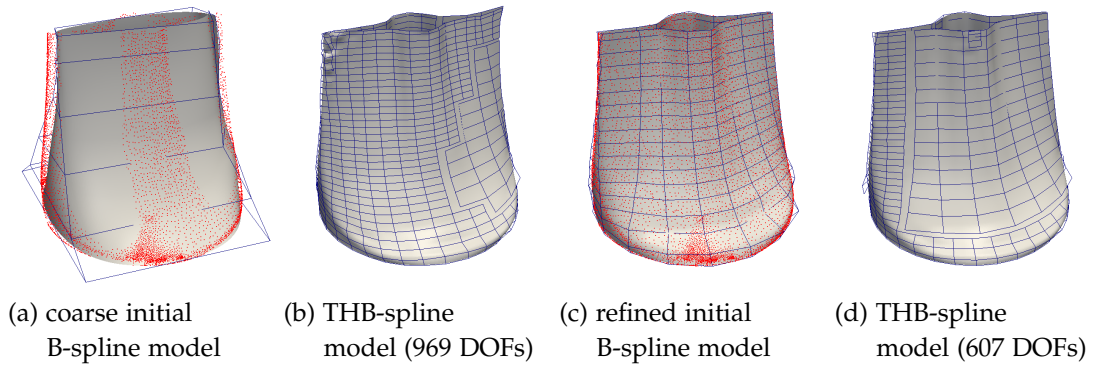 (a) coarse initial
B-spline model
(b) THB-spline
model (969 DOFs)
(c) refined initial
B-spline model
(d) THB-spline
model (607 DOFs)